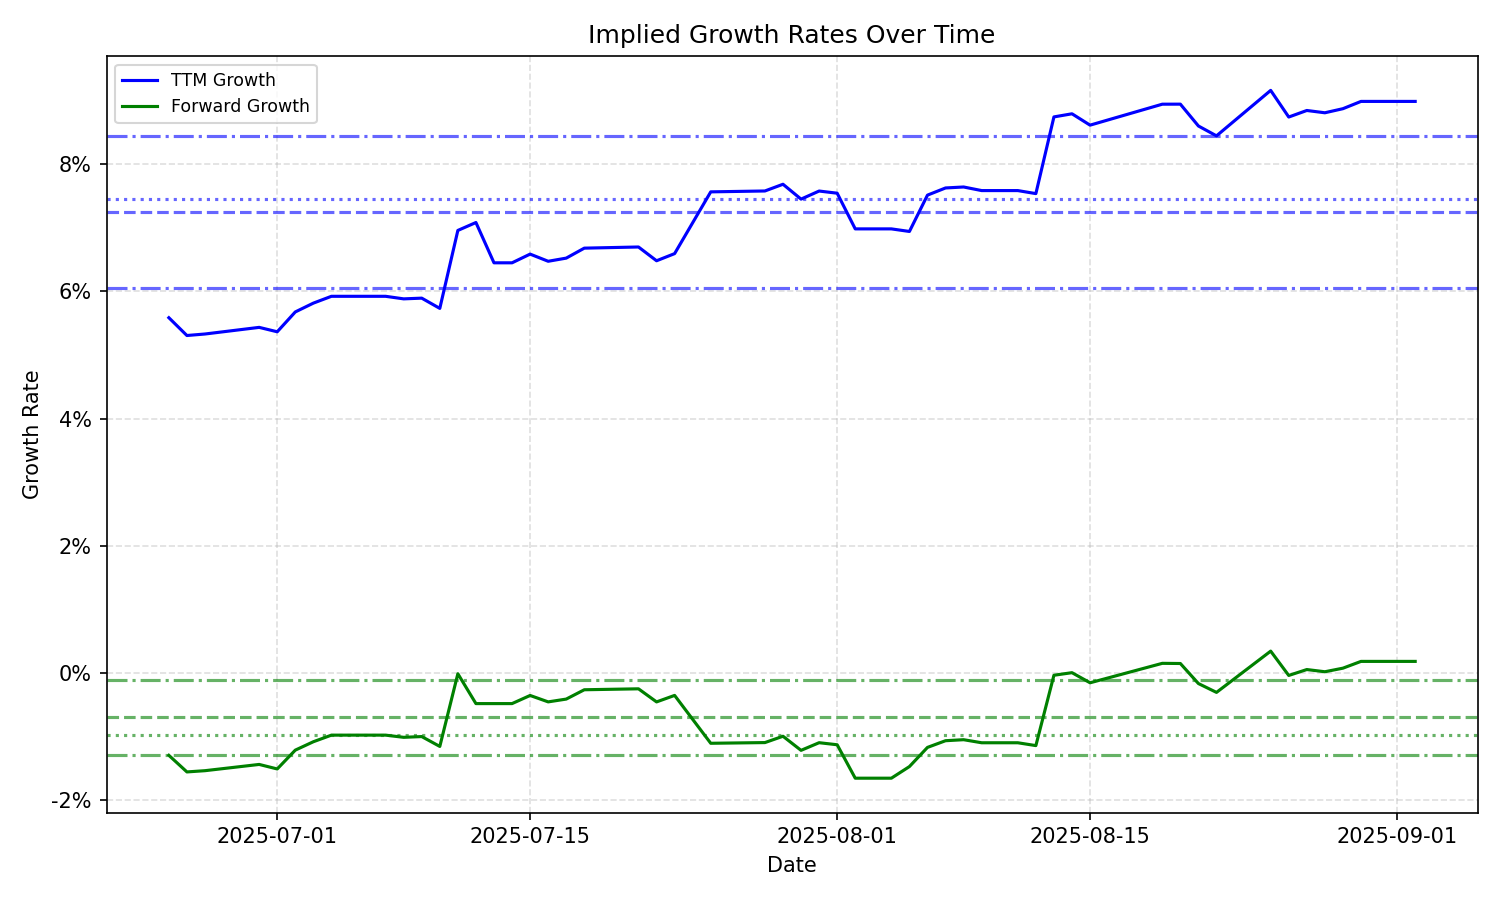 Implied Growth Rates Over Time
TTM Growth
Forward Growth
8%
6%
4%
2%
0%
-2%
Growth Rate
2025-07-01
2025-07-15
2025-08-01
2025-08-15
2025-09-01
Date